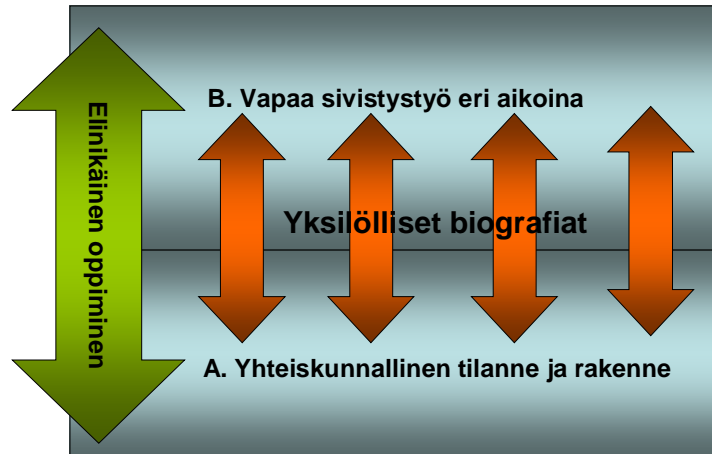 Elinikäinen oppiminen
B. Vapaa sivistystyö eri aikoina
Yksilölliset biografiat
A. Yhteiskunnallinen tilanne ja rakenne